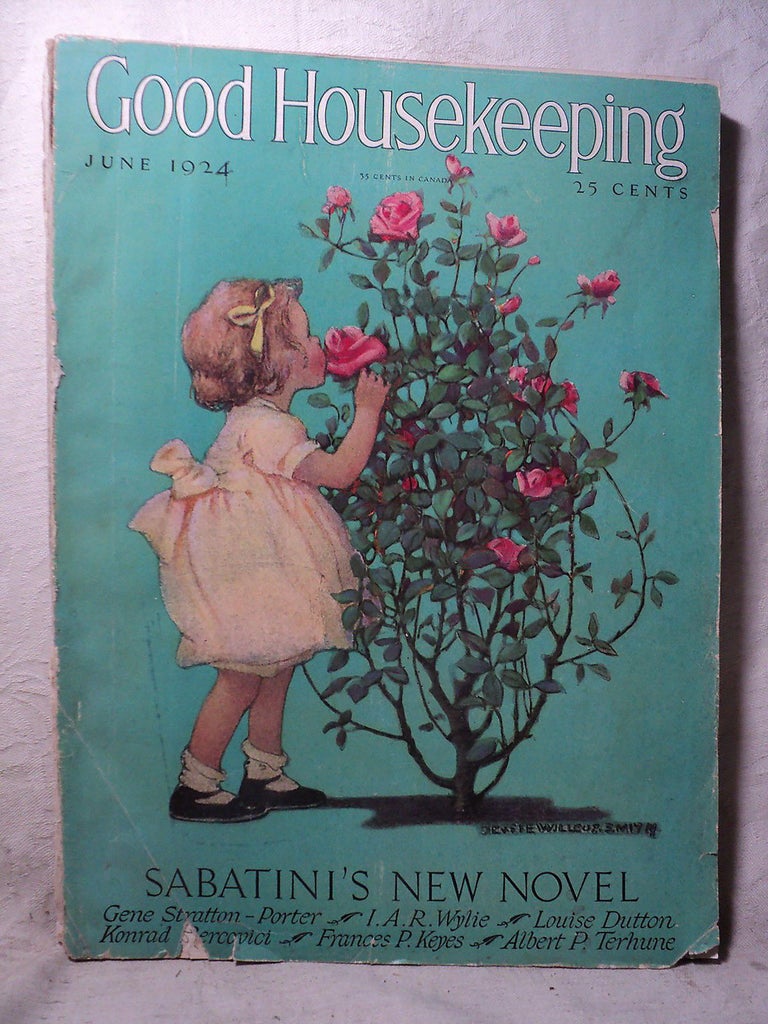 Good Housekeeping
JUNE 1924
35 CENTS IN CANADA
25 CENTS
JESSIE WILLCOX SMITH
SABATINI'S NEW NOVEL
Gene Stratton-Porter I.A.R. Wylie Louise Dutton
Konrad Bercovici Frances P. Keyes Albert P. Terhune